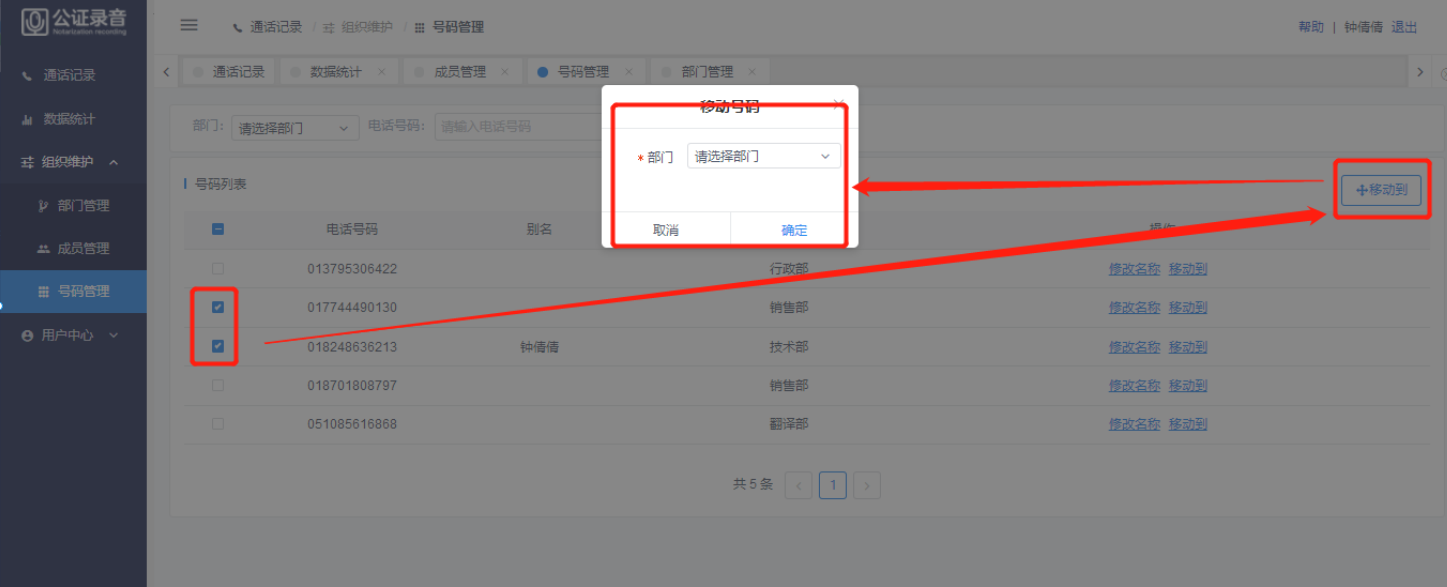 公证录音
Notarization recording
通话记录 / 组织维护 / 号码管理
帮助 | 钟倩倩 退出
通话记录
数据统计
组织维护
部门管理
成员管理
号码管理
用户中心
通话记录 数据统计 × 成员管理 × 号码管理 × 部门管理 ×
部门: 请选择部门 电话号码: 请输入电话号码
移动号码
* 部门 请选择部门
取消 确定
号码列表
移动到
电话号码 别名 操作
013795306422 行政部 修改名称 移动到
017744490130 销售部 修改名称 移动到
018248636213 钟倩倩 技术部 修改名称 移动到
018701808797 销售部 修改名称 移动到
051085616868 翻译部 修改名称 移动到
共 5 条 < 1 >